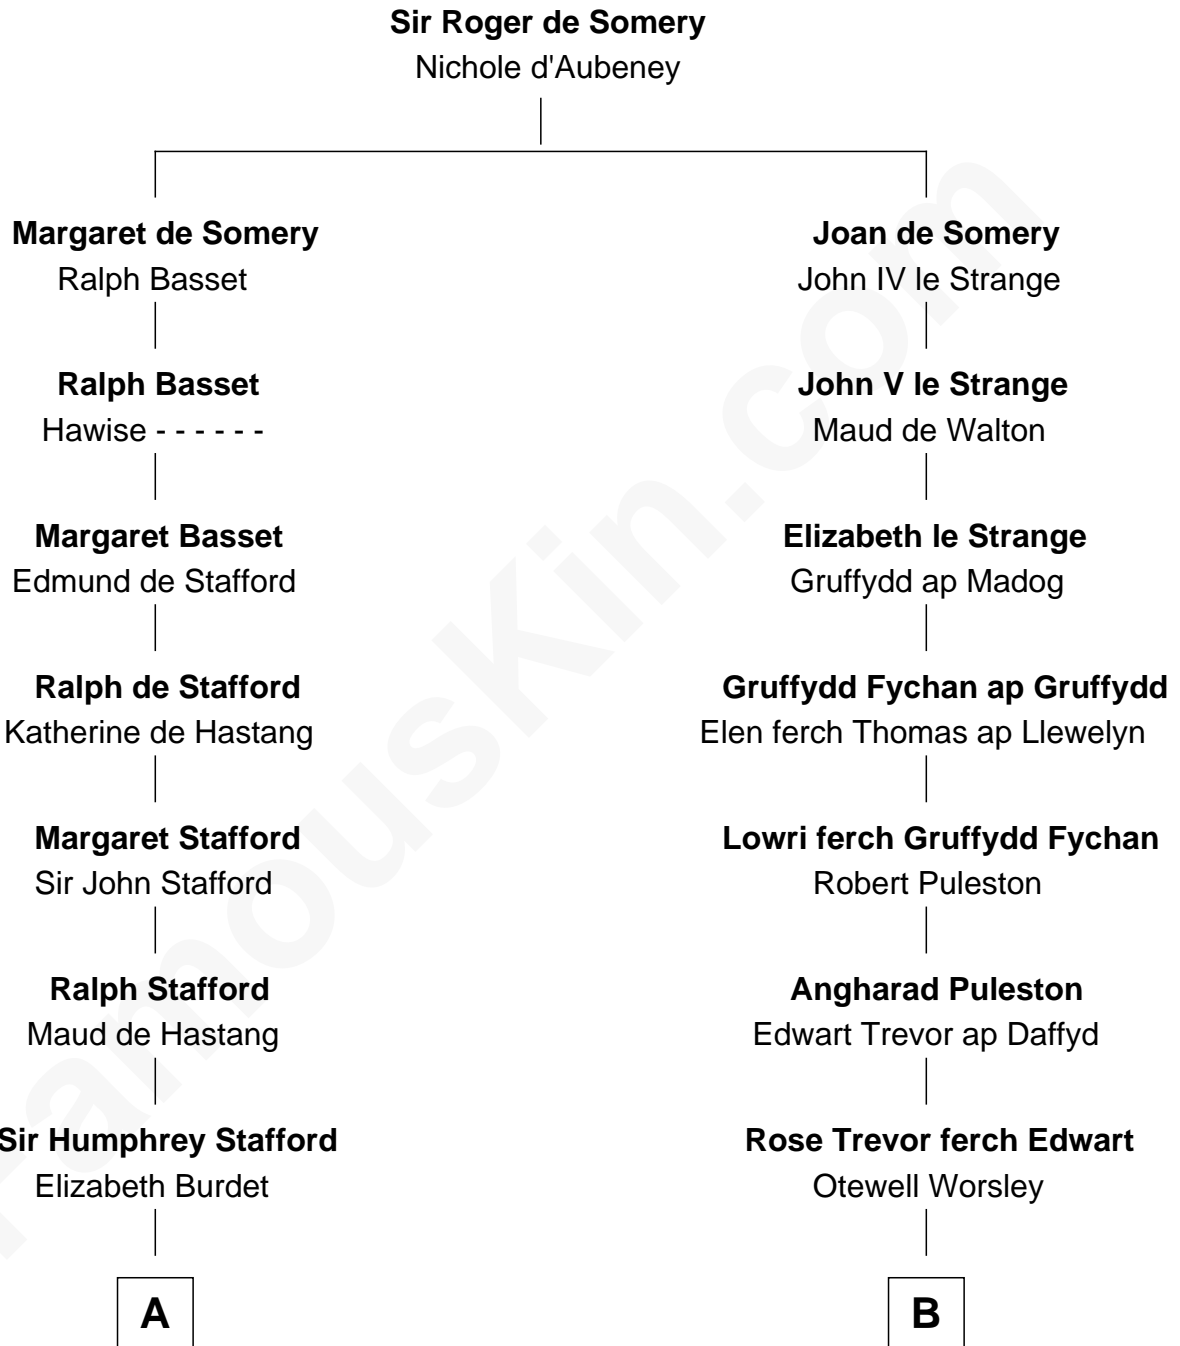 Sir Roger de Somery
Nichole d'Aubeney
Margaret de Somery
Ralph Basset
Ralph Basset
Hawise - - - - - -
Margaret Basset
Edmund de Stafford
Ralph de Stafford
Katherine de Hastang
Margaret Stafford
Sir John Stafford
Ralph Stafford
Maud de Hastang
Sir Humphrey Stafford
Elizabeth Burdet
A
Joan de Somery
John IV le Strange
John V le Strange
Maud de Walton
Elizabeth le Strange
Gruffydd ap Madog
Gruffydd Fychan ap Gruffydd
Elen ferch Thomas ap Llewelyn
Lowri ferch Gruffydd Fychan
Robert Puleston
Angharad Puleston
Edwart Trevor ap Daffyd
Rose Trevor ferch Edwart
Otewell Worsley
B
FamousKin.com